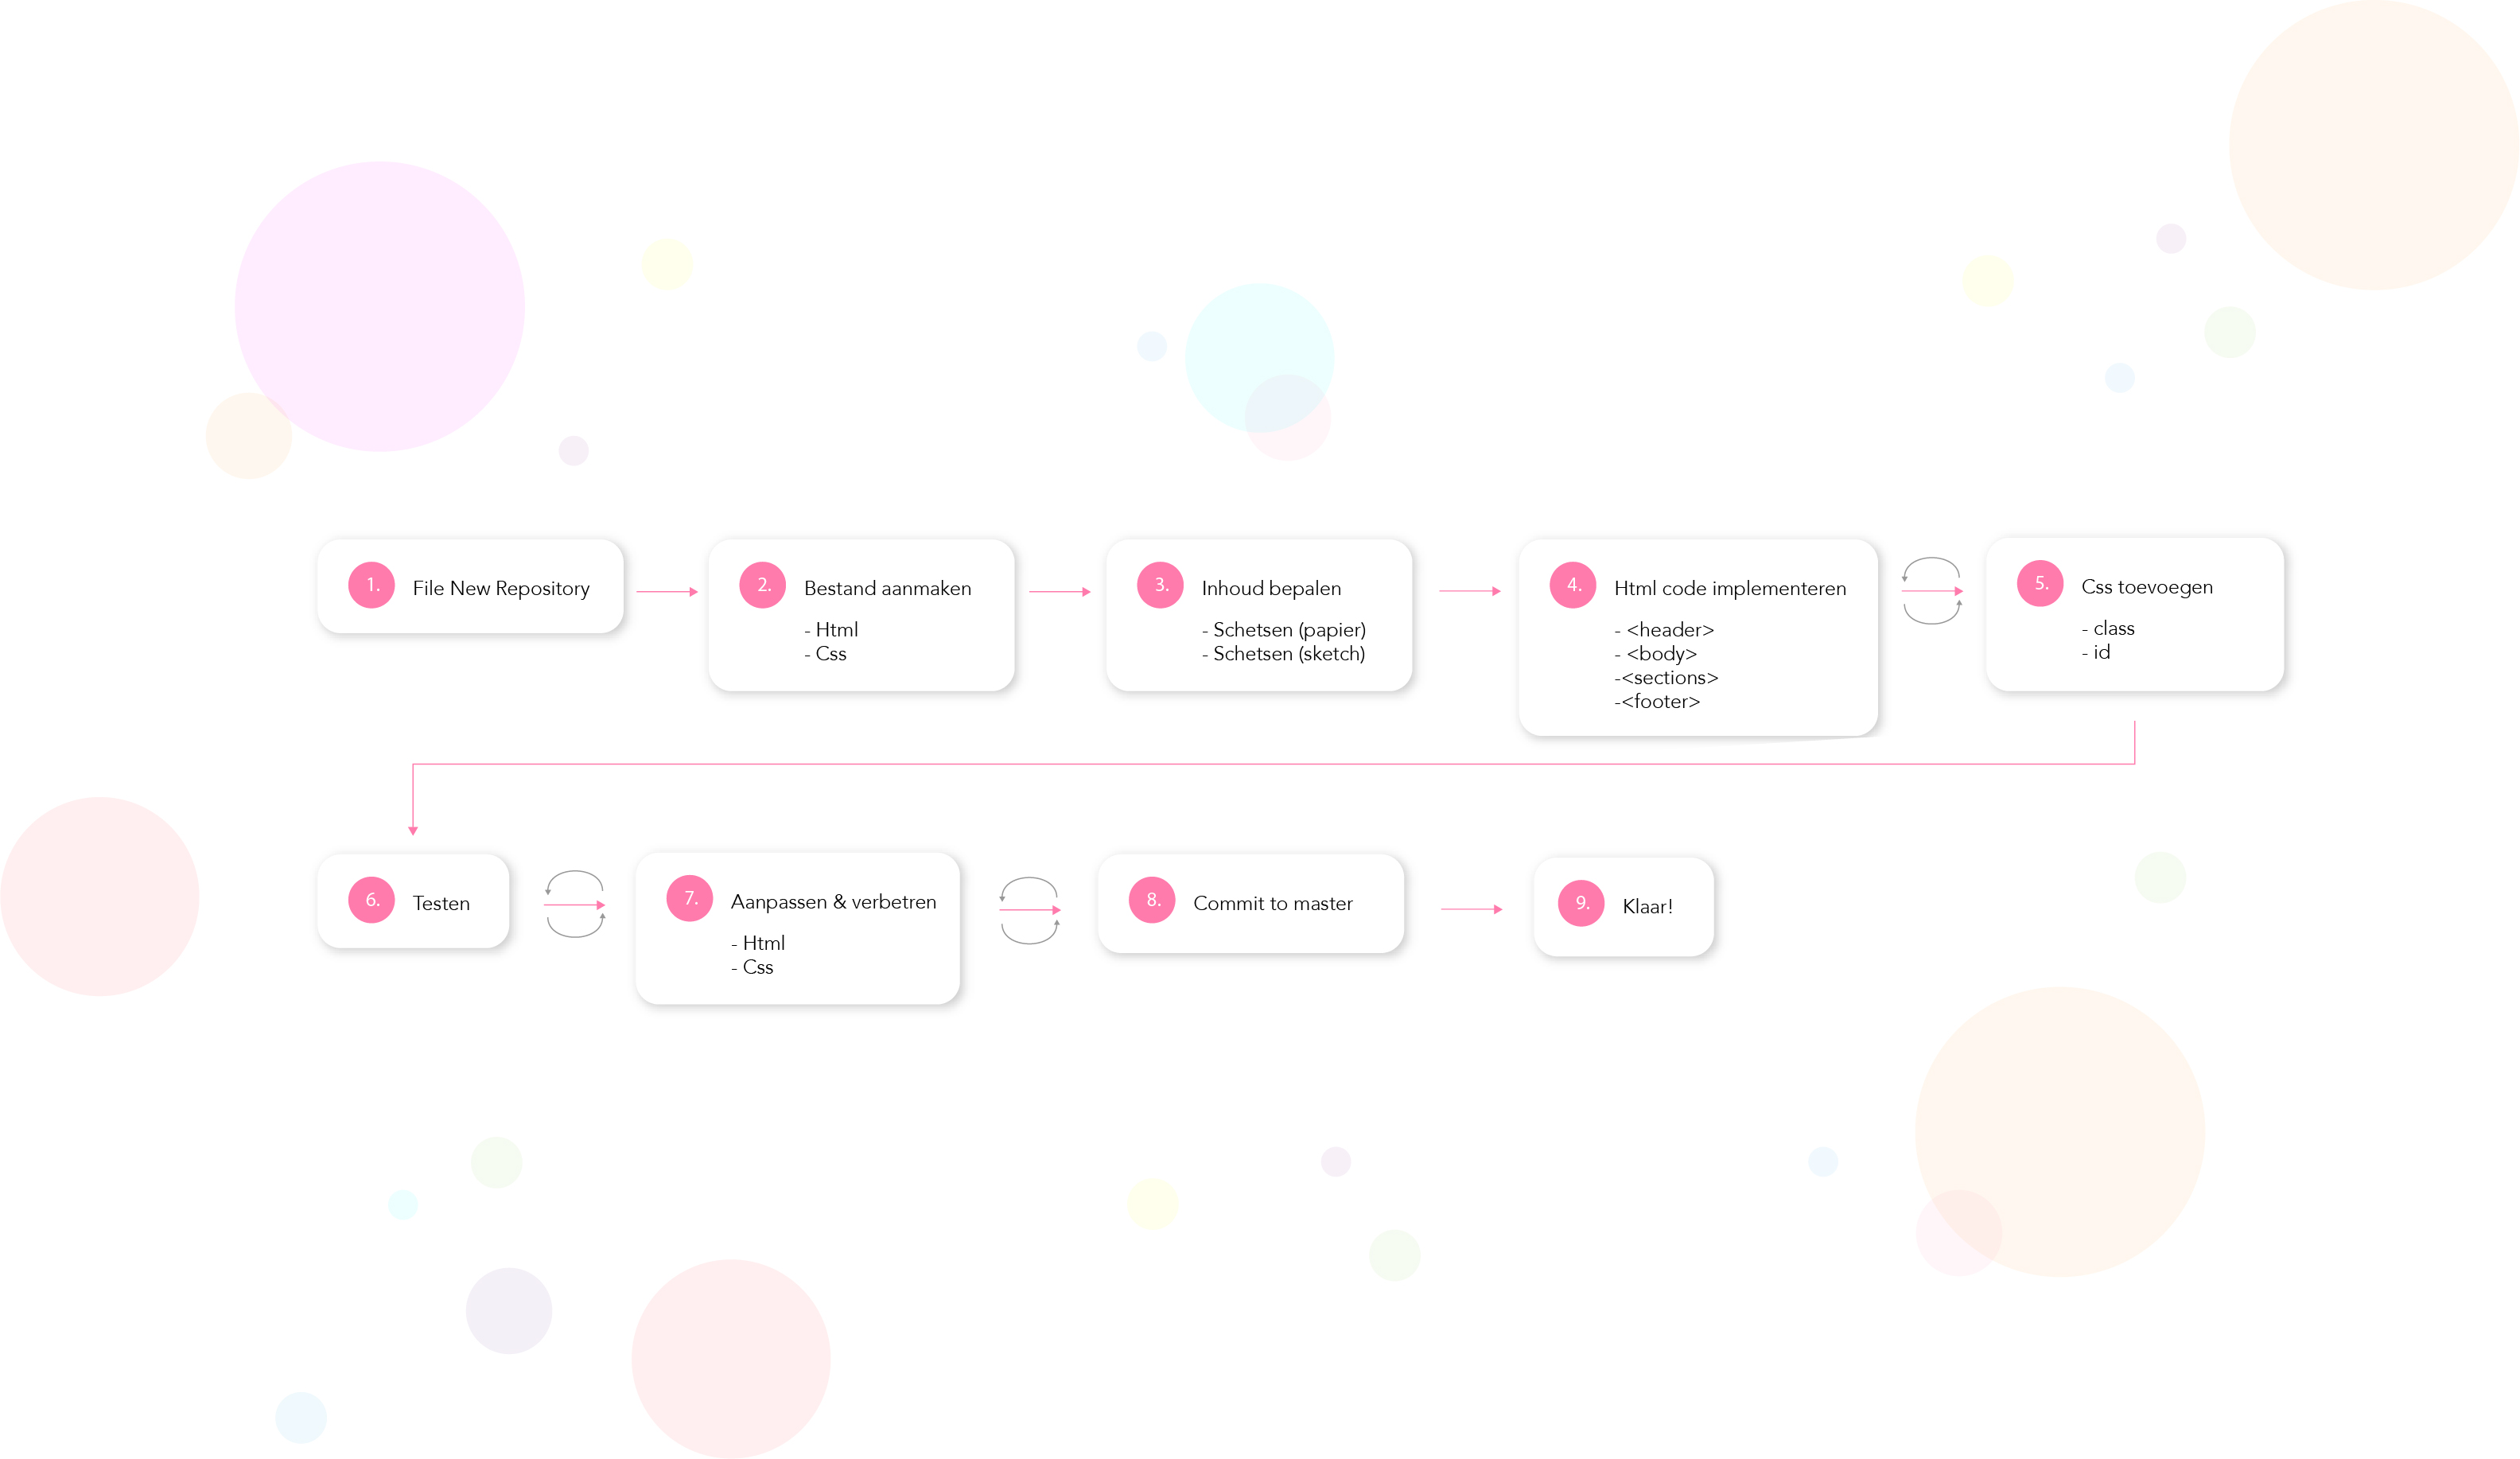 1. File New Repository
2. Bestand aanmaken
- Html
- Css
3. Inhoud bepalen
- Schetsen (papier)
- Schetsen (sketch)
4. Html code implementeren
- <header>
- <body>
-<sections>
-<footer>
5. Css toevoegen
- class
- id
6. Testen
7. Aanpassen & verbetren
- Html
- Css
8. Commit to master
9. Klaar!